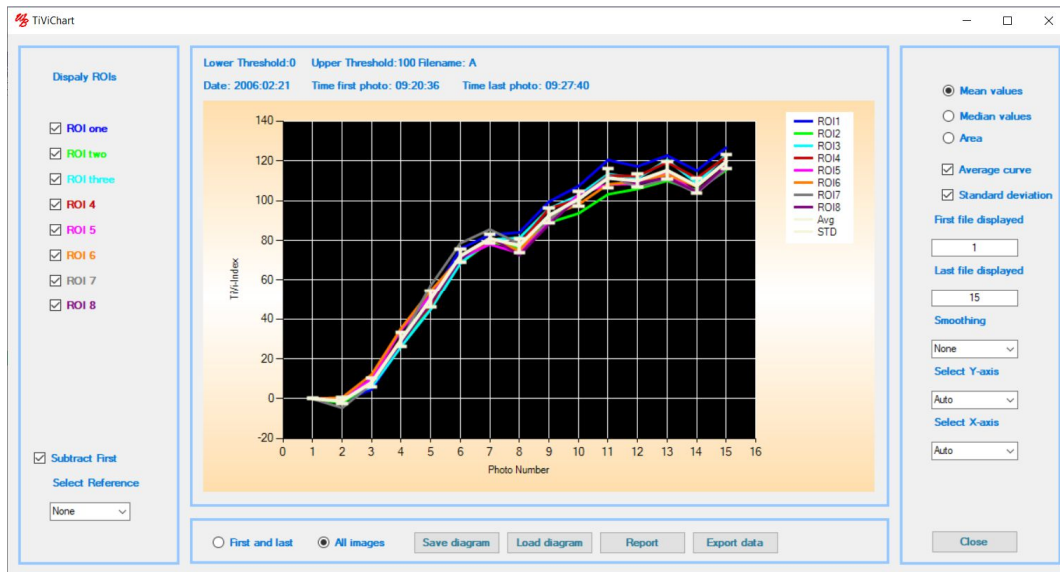 TiViChart
Dispaly ROIs
ROI one
ROI two
ROI three
ROI 4
ROI 5
ROI 6
ROI 7
ROI 8
Subtract First
Select Reference
None
Lower Threshold:0 Upper Threshold:100 Filename: A
Date: 2006:02:21 Time first photo: 09:20:36 Time last photo: 09:27:40
140
120
100
80
60
40
20
0
-20
TiVi-Index
0 1 2 3 4 5 6 7 8 9 10 11 12 13 14 15 16
Photo Number
ROI1
ROI2
ROI3
ROI4
ROI5
ROI6
ROI7
ROI8
Avg
STD
First and last
All images
Save diagram
Load diagram
Report
Export data
Mean values
Median values
Area
Average curve
Standard deviation
First file displayed
1
Last file displayed
15
Smoothing
None
Select Y-axis
Auto
Select X-axis
Auto
Close